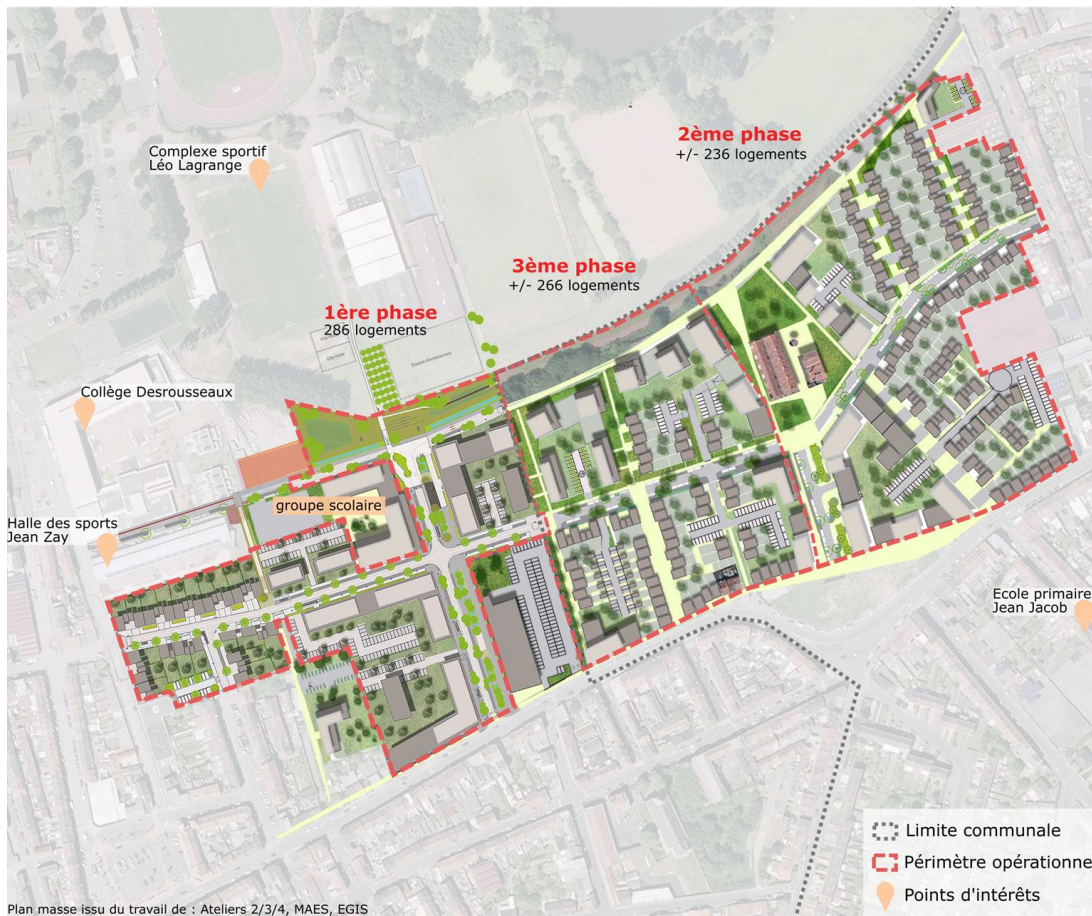 2ème phase
+/- 236 logements
Complexe sportif
Léo Lagrange
3ème phase
+/- 266 logements
1ère phase
286 logements
Collège Desrousseaux
groupe scolaire
Halle des sports
Jean Zay
Ecole primaire
Jean Jacob
Limite communale
Périmètre opérationne
Points d'intérêts
Plan masse issu du travail de : Ateliers 2/3/4, MAES, EGIS